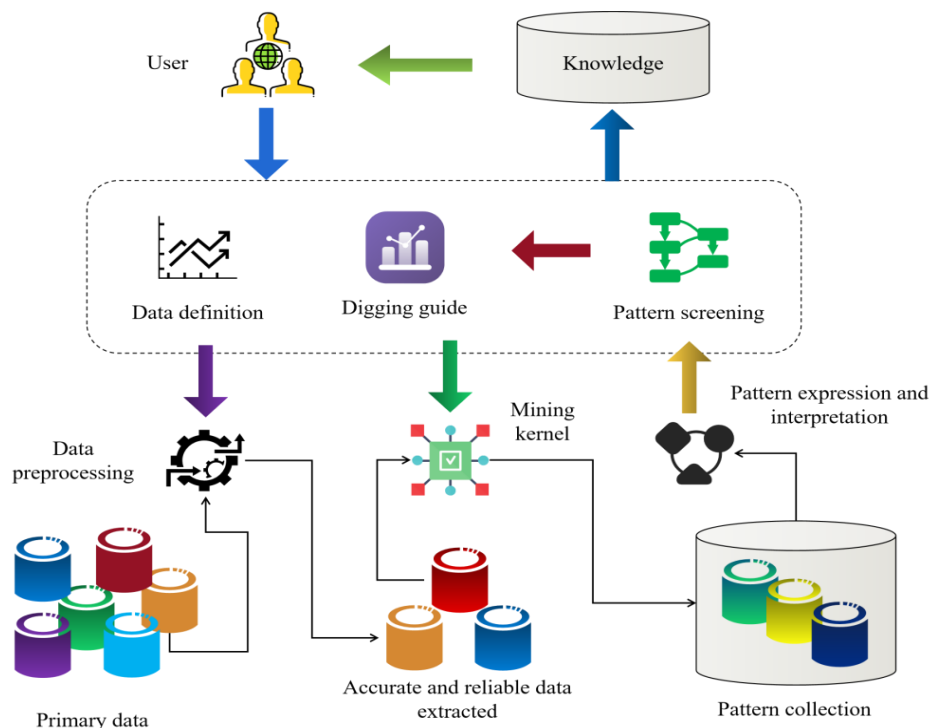 User
Knowledge
Data definition
Digging guide
Pattern screening
Pattern expression and
interpretation
Mining
kernel
Data
preprocessing
Accurate and reliable data
extracted
Pattern collection
Primary data